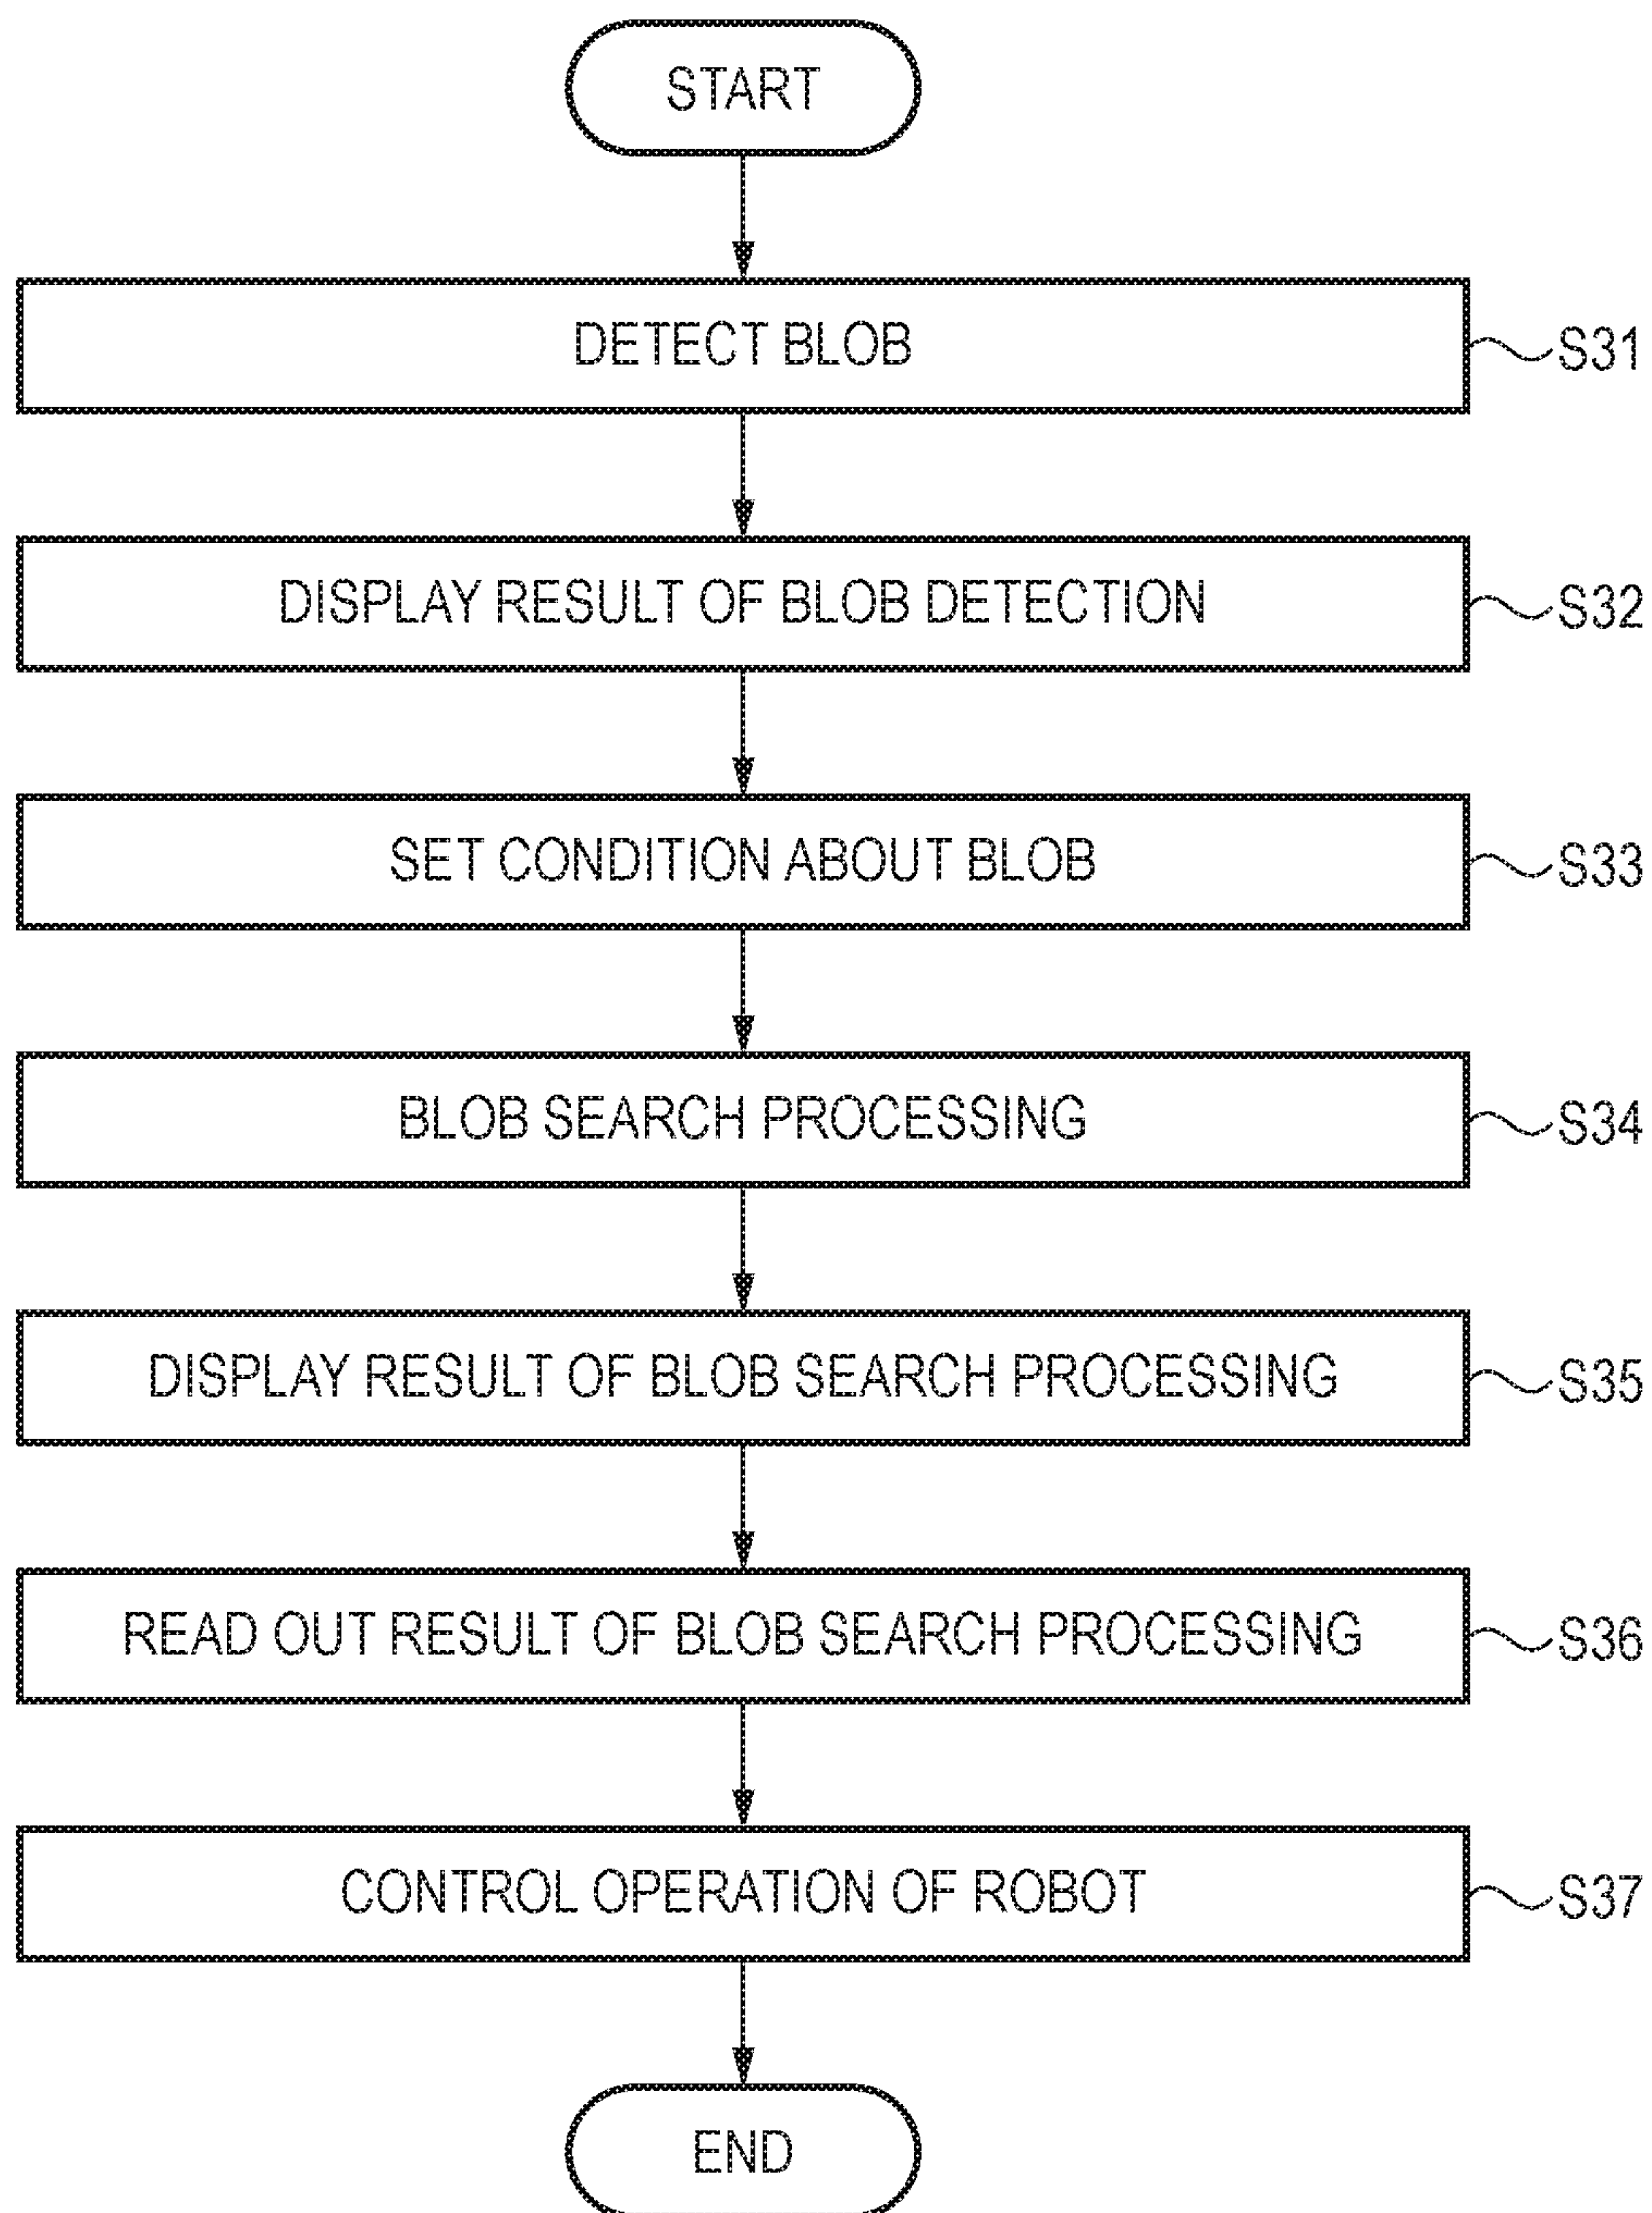 START
DETECT BLOB
S31
DISPLAY RESULT OF BLOB DETECTION
S32
SET CONDITION ABOUT BLOB
S33
BLOB SEARCH PROCESSING
S34
DISPLAY RESULT OF BLOB SEARCH PROCESSING
S35
READ OUT RESULT OF BLOB SEARCH PROCESSING
S36
CONTROL OPERATION OF ROBOT
S37
END